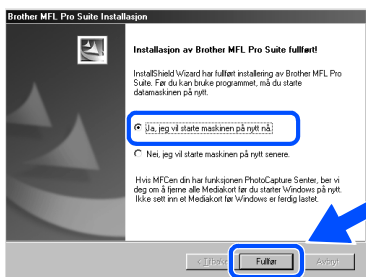 Brother MFL Pro Suite Installasjon
Installasjon av Brother MFL Pro Suite fullført!
InstallShield Wizard har fullført installering av Brother MFL Pro
Suite. Før du kan bruke programmet, må du starte
datamaskinen på nytt.
Ja, jeg vil starte maskinen på nytt nå.
Nei, jeg vil starte maskinen på nytt senere.
Hvis MFCen din har funksjonen PhotoCapture Senter, ber vi
deg om å fjerne alle Mediakort før du starter Windows på nytt.
Ikke sett inn et Mediakort før Windows er ferdig lastet.
< Tilbake Fullfør Avbryt